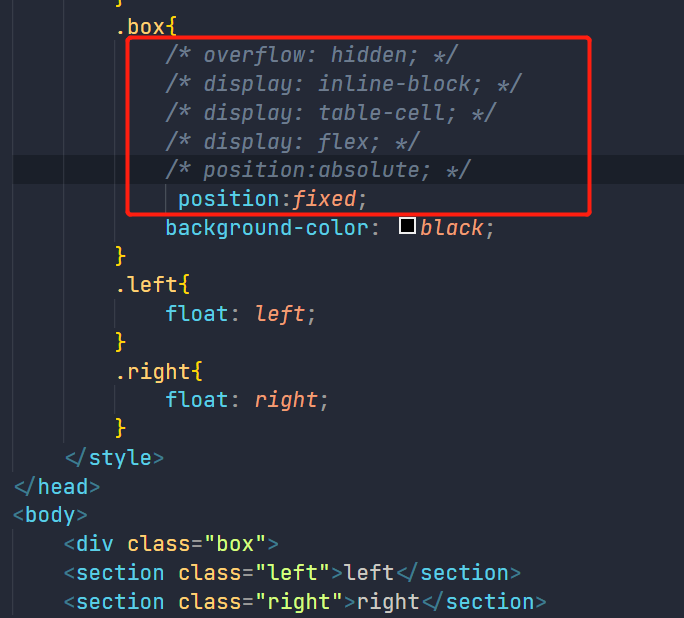 }
.box{
/* overflow: hidden; */
/* display: inline-block; */
/* display: table-cell; */
/* display: flex; */
/* position:absolute; */
position:fixed;
background-color: black;
}
.left{
float: left;
}
.right{
float: right;
}
</style>
</head>
<body>
<div class="box">
<section class="left">left</section>
<section class="right">right</section>